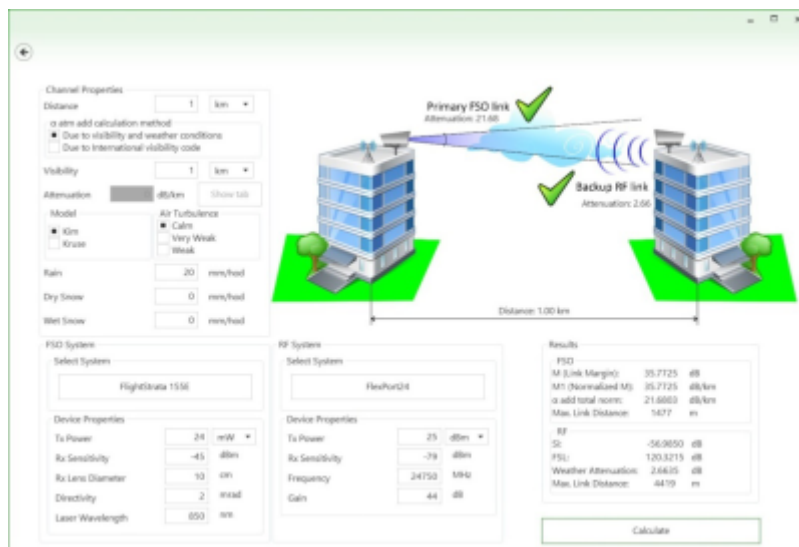 Channel Properties
Distance 1 km
α atm add calculation method
Due to visibility and weather conditions
Due to International visibility code
Visibility 1 km
Attenuation dB/km Show tab
Model
Kim
Kruse
Air Turbulence
Calm
Very Weak
Weak
Rain 20 mm/hod
Dry Snow 0 mm/hod
Wet Snow 0 mm/hod
Primary FSO link
Attenuation: 21.68
Backup RF link
Attenuation: 2.66
Distance: 1.00 km
FSO System
Select System
FlightStrata 155E
Device Properties
Tx Power 24 mW
Rx Sensitivity -45 dBm
Rx Lens Diameter 10 cm
Directivity 2 mrad
Laser Wavelength 850 nm
RF System
Select System
FlexPort24
Device Properties
Tx Power 25 dBm
Rx Sensitivity -79 dBm
Frequency 24750 MHz
Gain 44 dB
Results
FSO
M (Link Margin): 35.7725 dB
M1 (Normalized M): 35.7725 dB/km
α add total norm: 21.6803 dB/km
Max. Link Distance: 1477 m
RF
SI: -56.9850 dB
FSL: 120.3215 dB
Weather Attenuation: 2.6635 dB
Max. Link Distance: 4419 m
Calculate